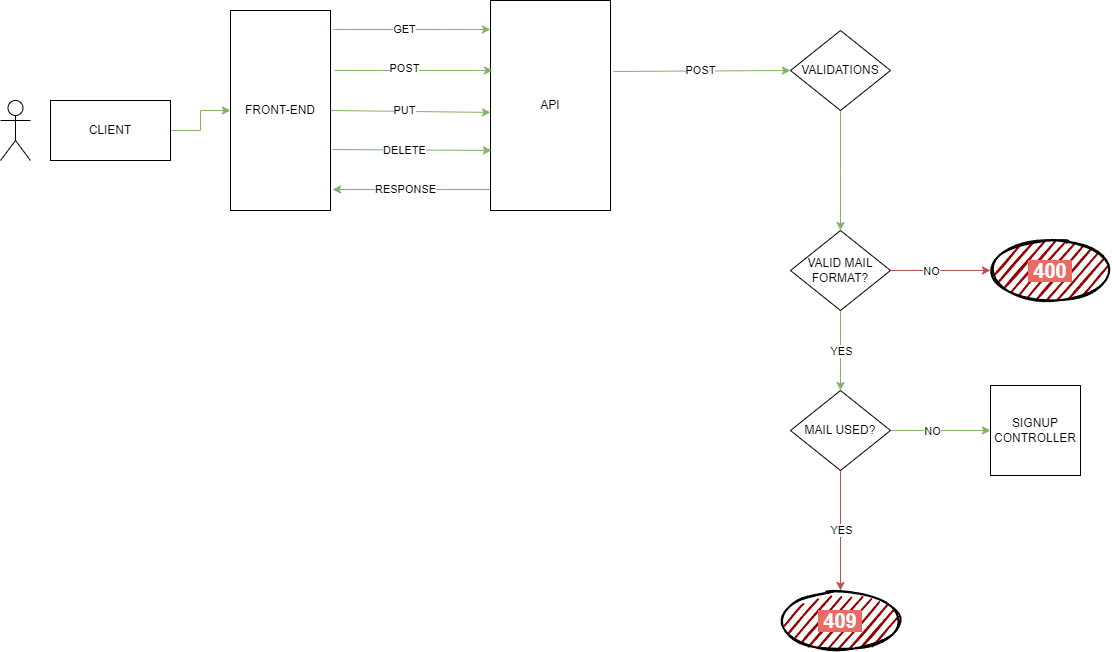 GET
POST
POST
VALIDATIONS
CLIENT
FRONT-END
PUT
API
DELETE
RESPONSE
VALID MAIL
FORMAT?
NO
400
YES
MAIL USED?
NO
SIGNUP
CONTROLLER
YES
409